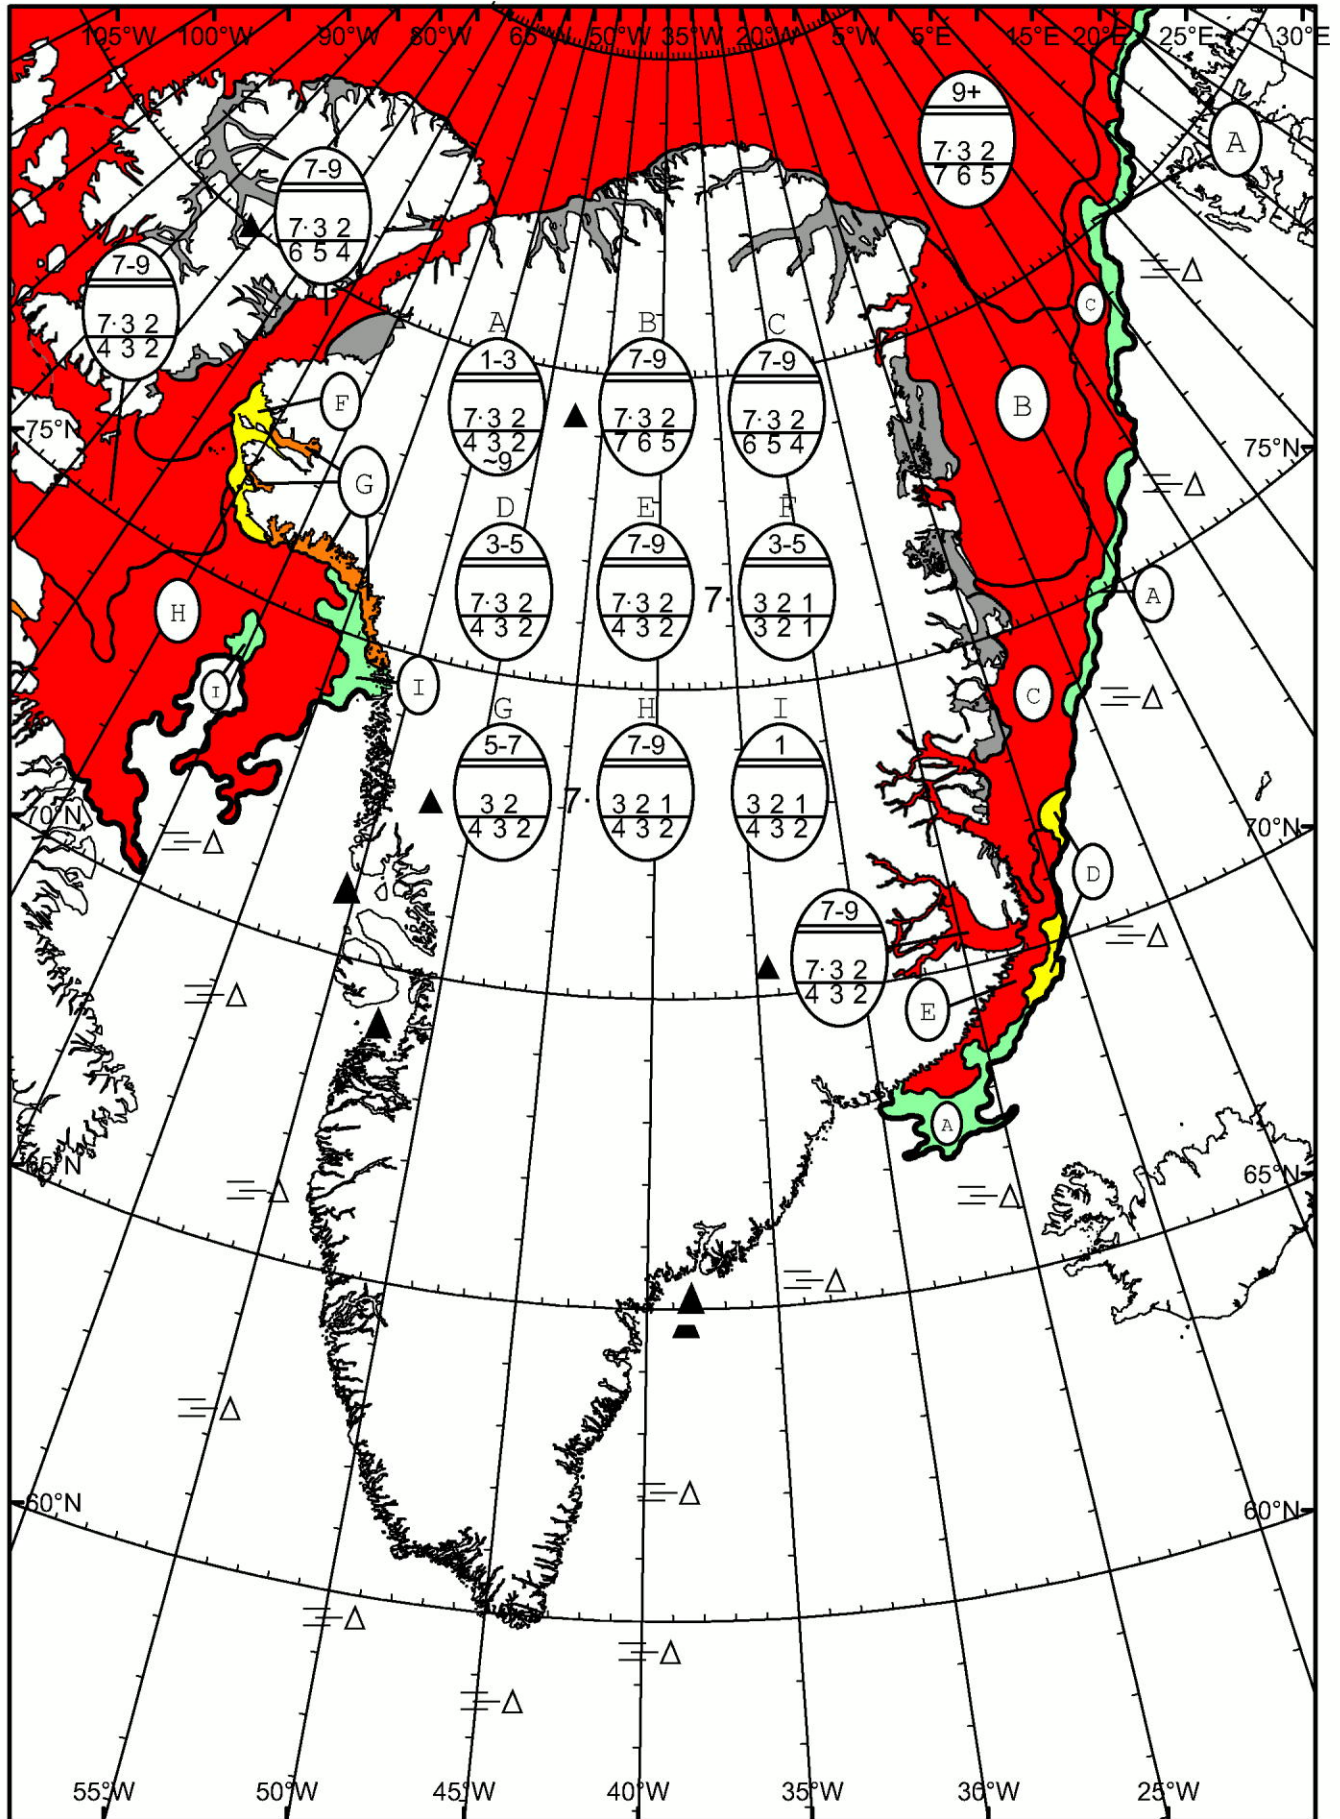 105°W 100°W 90°W 80°W 65°W 50°W 35°W 20°W 5°W 5°E 15°E 20°E 25°E 30°E
9+
7· 3 2
7 6 5
A
7-9
7· 3 2
6 5 4
7-9
7· 3 2
4 3 2
C
A B C
1-3 7-9 7-9
7· 3 2 7· 3 2 7· 3 2
4 3 2 7 6 5 6 5 4
~9
F
B
75°N 75°N
G
D E F
3-5 7-9 3-5
7· 3 2 7· 3 2 7· 3 2 1
4 3 2 4 3 2 3 2 1
A
H
I I
C
G H I
5-7 7-9 1
3 2 7· 3 2 1 3 2 1
4 3 2 4 3 2 4 3 2
70°N 70°N
D
7-9
7· 3 2
4 3 2
E
A
65°N 65°N
60°N 60°N
55°W 50°W 45°W 40°W 35°W 30°W 25°W